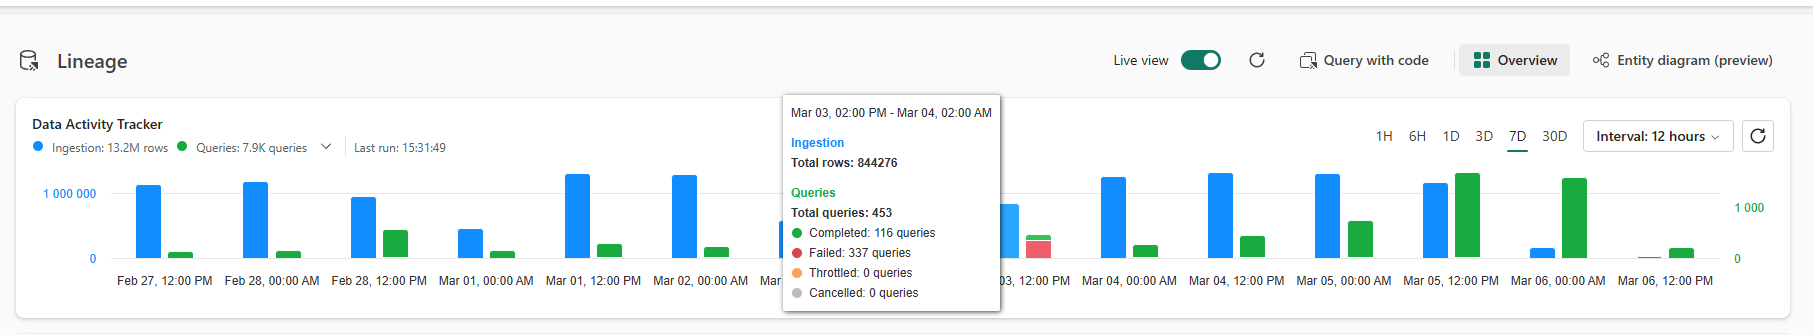 Lineage
Live view
Query with code
Overview
Entity diagram (preview)
Data Activity Tracker
Ingestion: 13.2M rows
Queries: 7.9K queries
Last run: 15:31:49
1H 6H 1D 3D 7D 30D
Interval: 12 hours
Mar 03, 02:00 PM - Mar 04, 02:00 AM
Ingestion
Total rows: 844276
Queries
Total queries: 453
Completed: 116 queries
Failed: 337 queries
Throttled: 0 queries
Cancelled: 0 queries
1 000 000
0
1 000
0
Feb 27, 12:00 PM Feb 28, 00:00 AM Feb 28, 12:00 PM Mar 01, 00:00 AM Mar 01, 12:00 PM Mar 02, 00:00 AM Mar 03, 12:00 PM Mar 04, 00:00 AM Mar 04, 12:00 PM Mar 05, 00:00 AM Mar 05, 12:00 PM Mar 06, 00:00 AM Mar 06, 12:00 PM